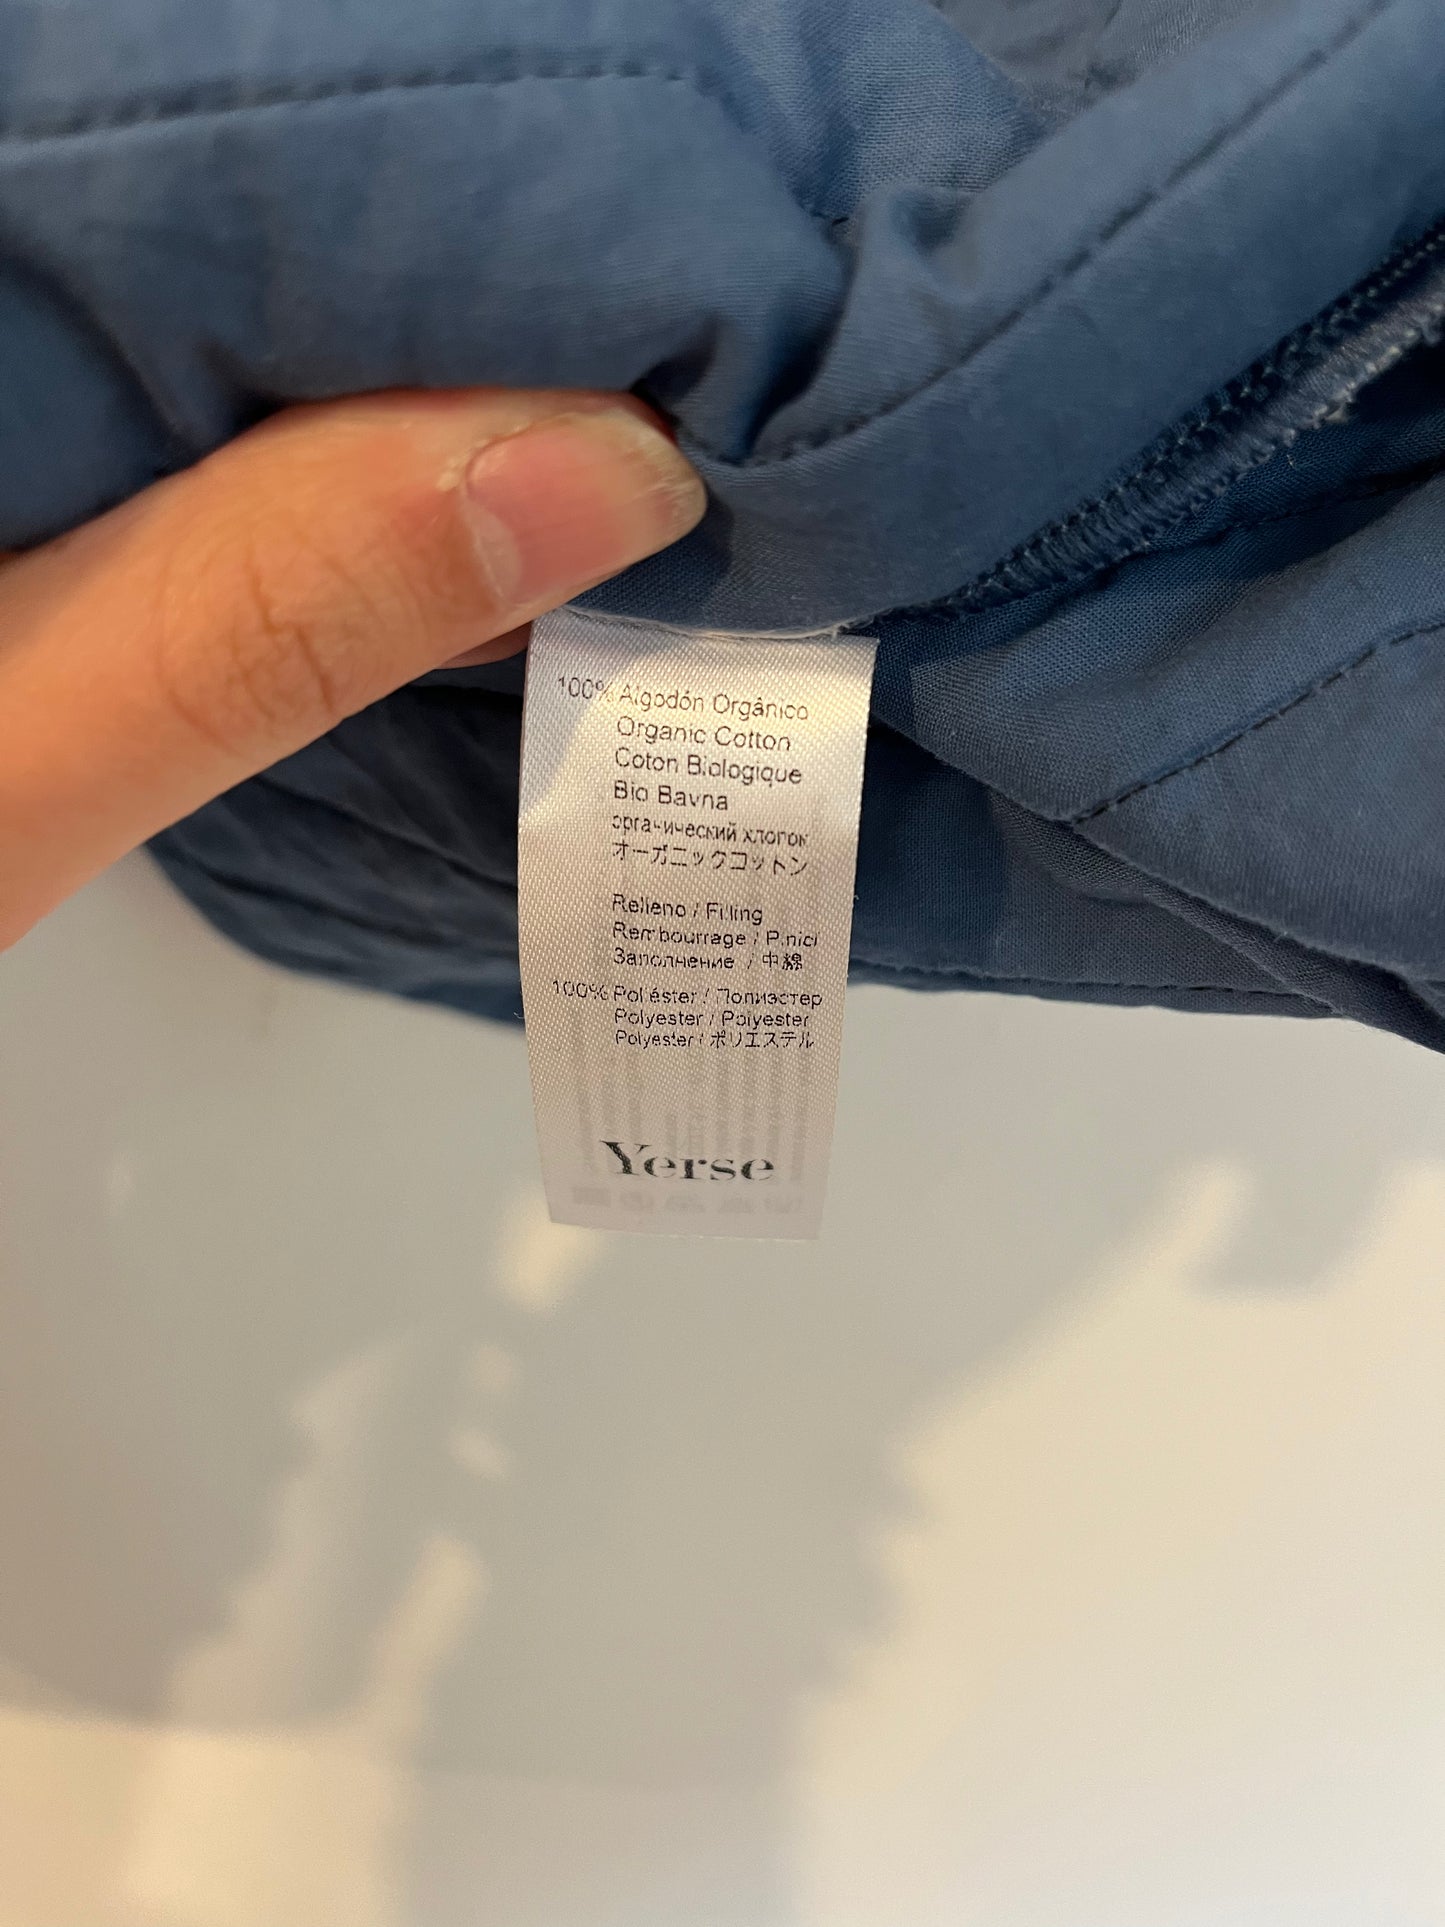 100% Algodón Orgânico
Organic Cotton
Coton Biologique
Bio Bavna
органический хлопок
オーガニックコットン
Relleno / Filling
Rembourrage / Pinici
Заполнение / 中綿
100% Poliéster / Полиэстер
Polyester / Polyester
Polyester / ポリエステル
Yerse